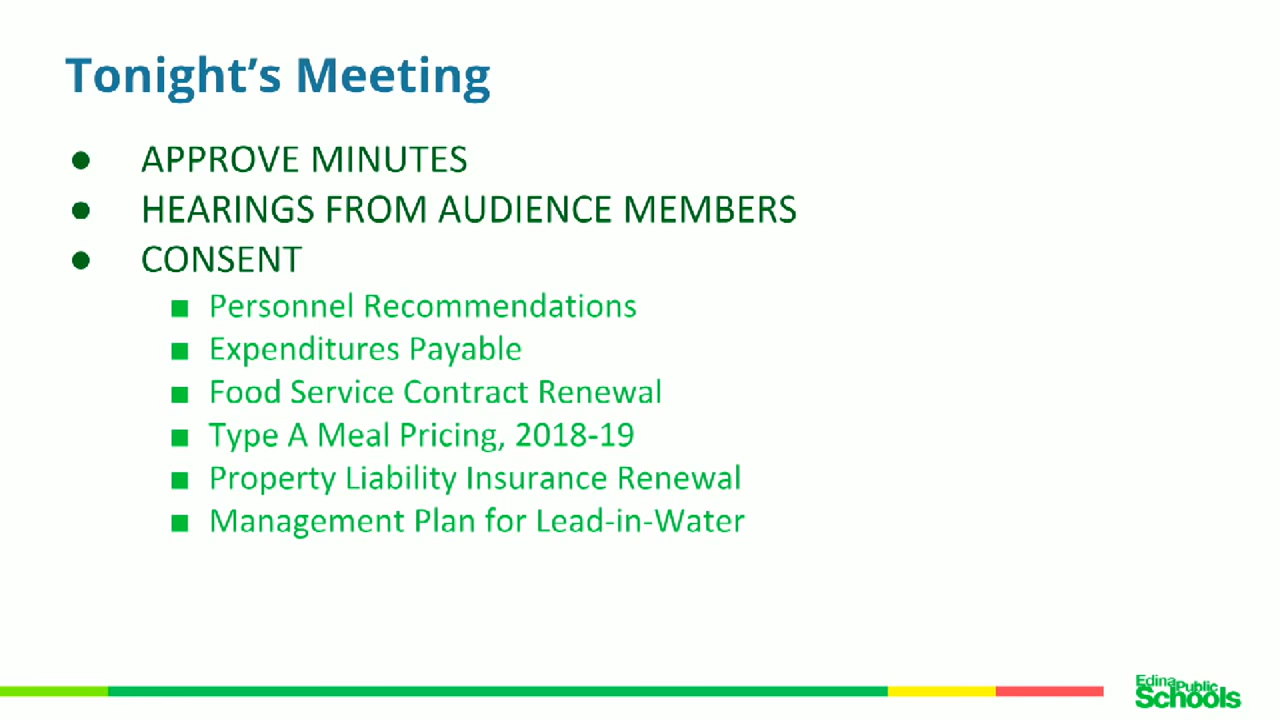 Tonight’s Meeting
● APPROVE MINUTES
● HEARINGS FROM AUDIENCE MEMBERS
● CONSENT
■ Personnel Recommendations
■ Expenditures Payable
■ Food Service Contract Renewal
■ Type A Meal Pricing, 2018-19
■ Property Liability Insurance Renewal
■ Management Plan for Lead-in-Water
Edina Public
Schools